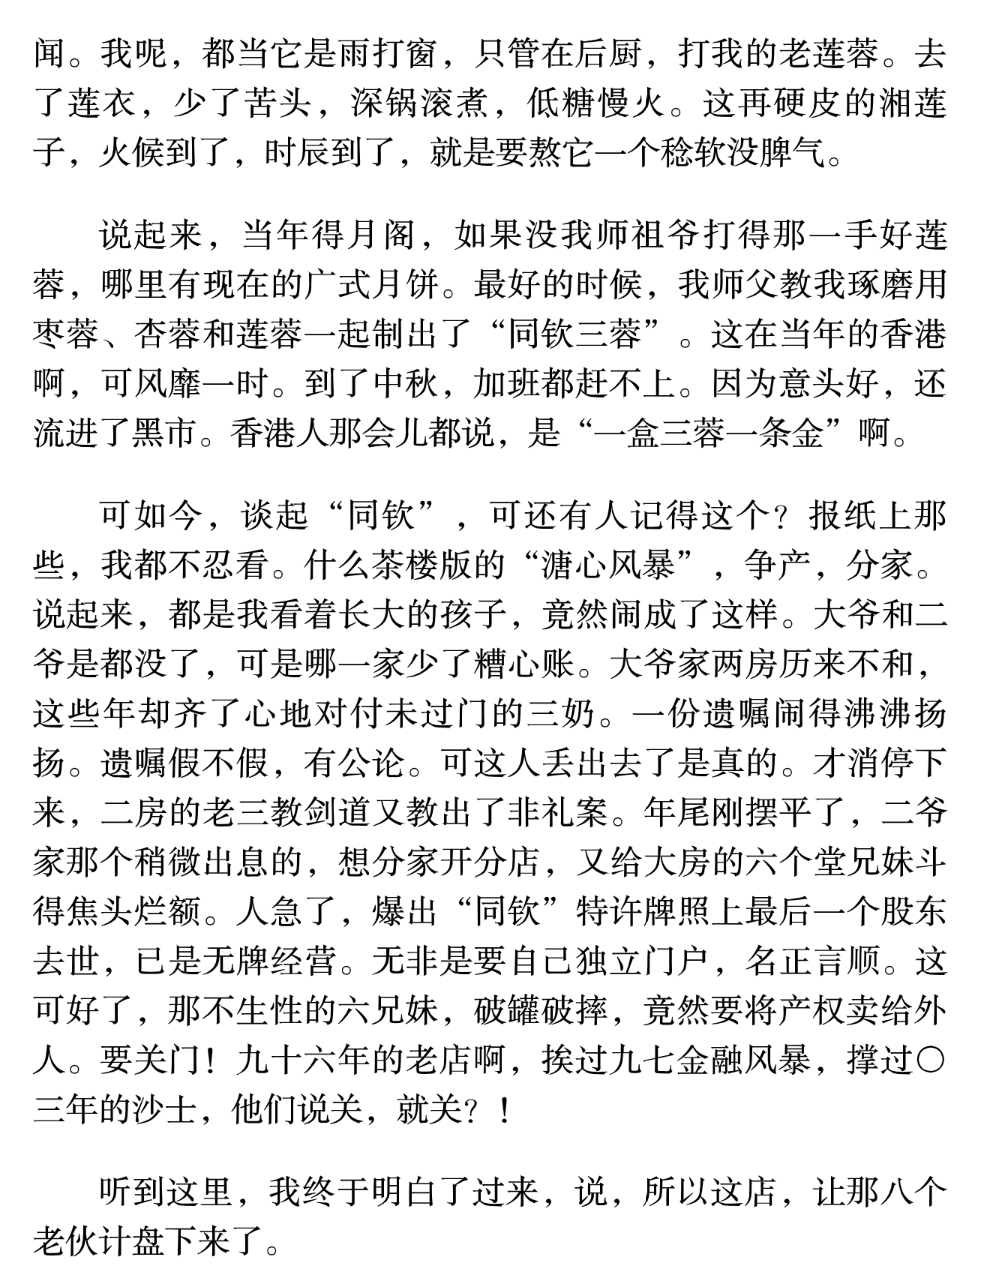 闻。我呢，都当它是雨打窗，只管在后厨，打我的老莲蓉。去
了莲衣，少了苦头，深锅滚煮，低糖慢火。这再硬皮的湘莲
子，火候到了，时辰到了，就是要熬它一个稔软没脾气。
说起来，当年得月阁，如果没我师祖爷打得那一手好莲
蓉，哪里有现在的广式月饼。最好的时候，我师父教我琢磨用
枣蓉、杏蓉和莲蓉一起制出了“同钦三蓉”。这在当年的香港
啊，可风靡一时。到了中秋，加班都赶不上。因为意头好，还
流进了黑市。香港人那会儿都说，是“一盒三蓉一条金”啊。
可如今，谈起“同钦”，可还有人记得这个？报纸上那
些，我都不忍看。什么茶楼版的“溏心风暴”，争产，分家。
说起来，都是我看着长大的孩子，竟然闹成了这样。大爷和二
爷是都没了，可是哪一家少了糟心账。大爷家两房历来不和，
这些年却齐了心地对付未过门的三奶。一份遗嘱闹得沸沸扬
扬。遗嘱假不假，有公论。可这人丢出去了是真的。才消停下
来，二房的老三教剑道又教出了非礼案。年尾刚摆平了，二爷
家那个稍微出息的，想分家开分店，又给大房的六个堂兄妹斗
得焦头烂额。人急了，爆出“同钦”特许牌照上最后一个股东
去世，已是无牌经营。无非是要自己独立门户，名正言顺。这
可好了，那不生性的六兄妹，破罐破摔，竟然要将产权卖给外
人。要关门！九十六年的老店啊，挨过九七金融风暴，撑过〇
三年的沙士，他们说关，就关？！
听到这里，我终于明白了过来，说，所以这店，让那八个
老伙计盘下来了。